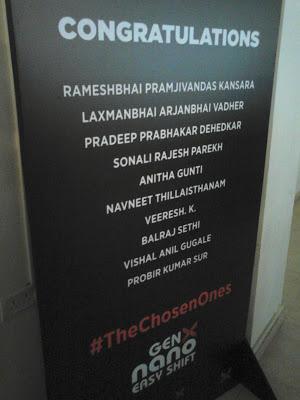 CONGRATULATIONS
RAMESHBHAI PRAMJIVANDAS KANSARA
LAXMANBHAI ARJANBHAI VADHER
PRADEEP PRABHAKAR DEHEDKAR
SONALI RAJESH PAREKH
ANITHA GUNTI
NAVNEET THILLAISTHANAM
VEERESH. K.
BALRAJ SETHI
VISHAL ANIL GUGALE
PROBIR KUMAR SUR
#TheChosenOnes
GEN X
nano
EASY SHIFT